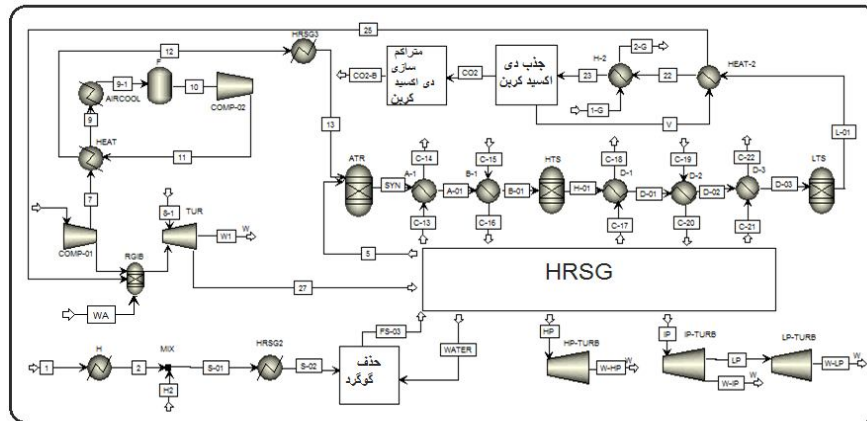 25
12
HRSG3
9-1
F
10
AIRCOOL
COMP-02
9
HEAT
11
7
COMP-01
S-1
TUR
W1
W
RGIB
WA
27
5
13
متراکم
سازی
دی اکسید
کربن
CO2-B
CO2
جذب دی
اکسید کربن
2-G
H-2
23
22
HEAT-2
1-G
V
L-01
ATR
SYN
C-14
A-1
A-01
C-13
C-15
B-1
B-01
C-16
HTS
H-01
C-18
D-1
D-01
C-17
C-19
D-2
D-02
C-20
C-22
D-3
D-03
C-21
LTS
HRSG
1
H
2
MIX
H2
S-01
HRSG2
S-02
حذف
گوگرد
FS-03
WATER
HP
HP-TURB
W-HP
W
IP
IP-TURB
LP
W-IP
W
LP-TURB
W-LP
W